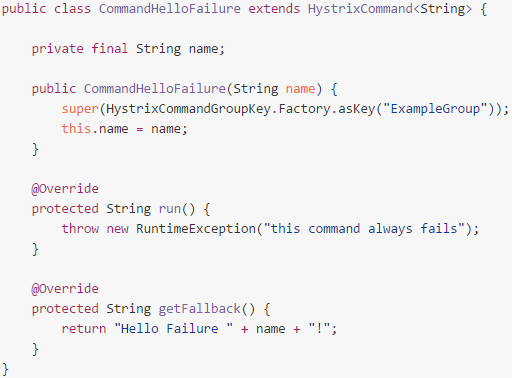 public class CommandHelloFailure extends HystrixCommand<String> {
private final String name;
public CommandHelloFailure(String name) {
super(HystrixCommandGroupKey.Factory.asKey("ExampleGroup"));
this.name = name;
}
@Override
protected String run() {
throw new RuntimeException("this command always fails");
}
@Override
protected String getFallback() {
return "Hello Failure " + name + "!";
}
}